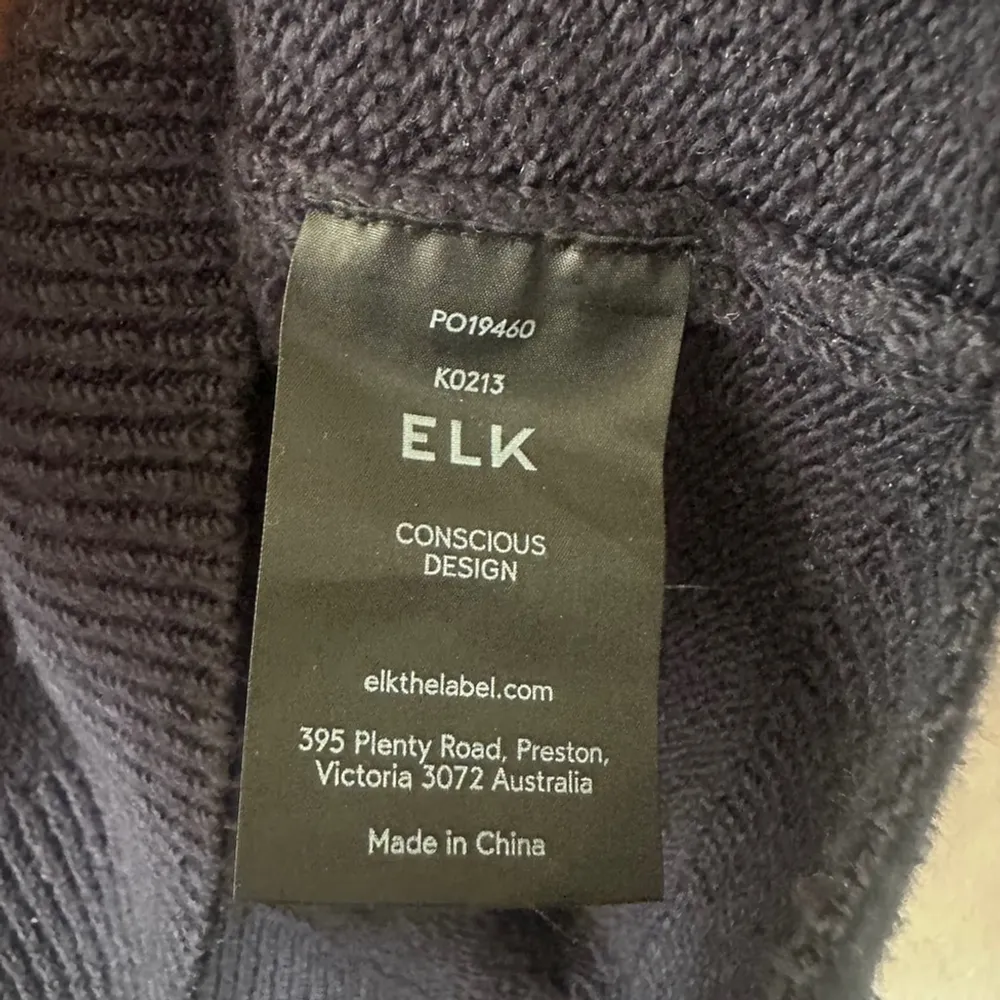 PO19460
K0213
ELK
CONSCIOUS
DESIGN
elkthelabel.com
395 Plenty Road, Preston,
Victoria 3072 Australia
Made in China